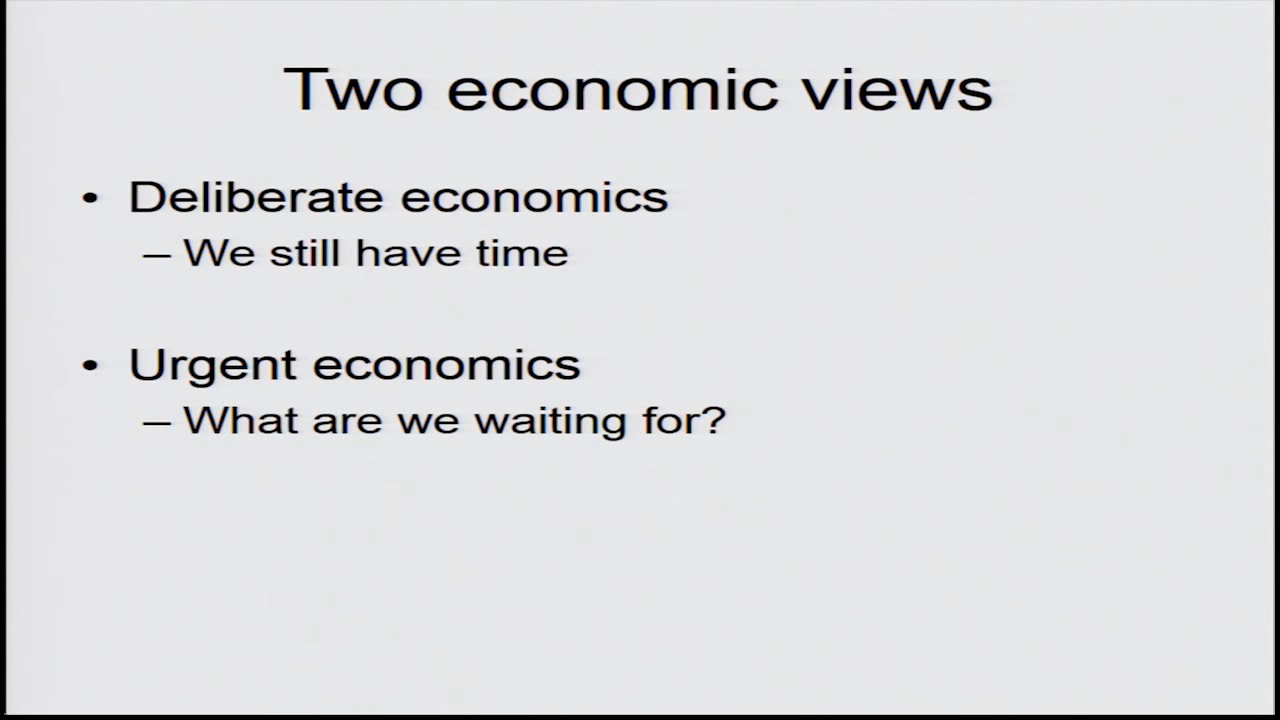 Two economic views
• Deliberate economics
– We still have time
• Urgent economics
– What are we waiting for?